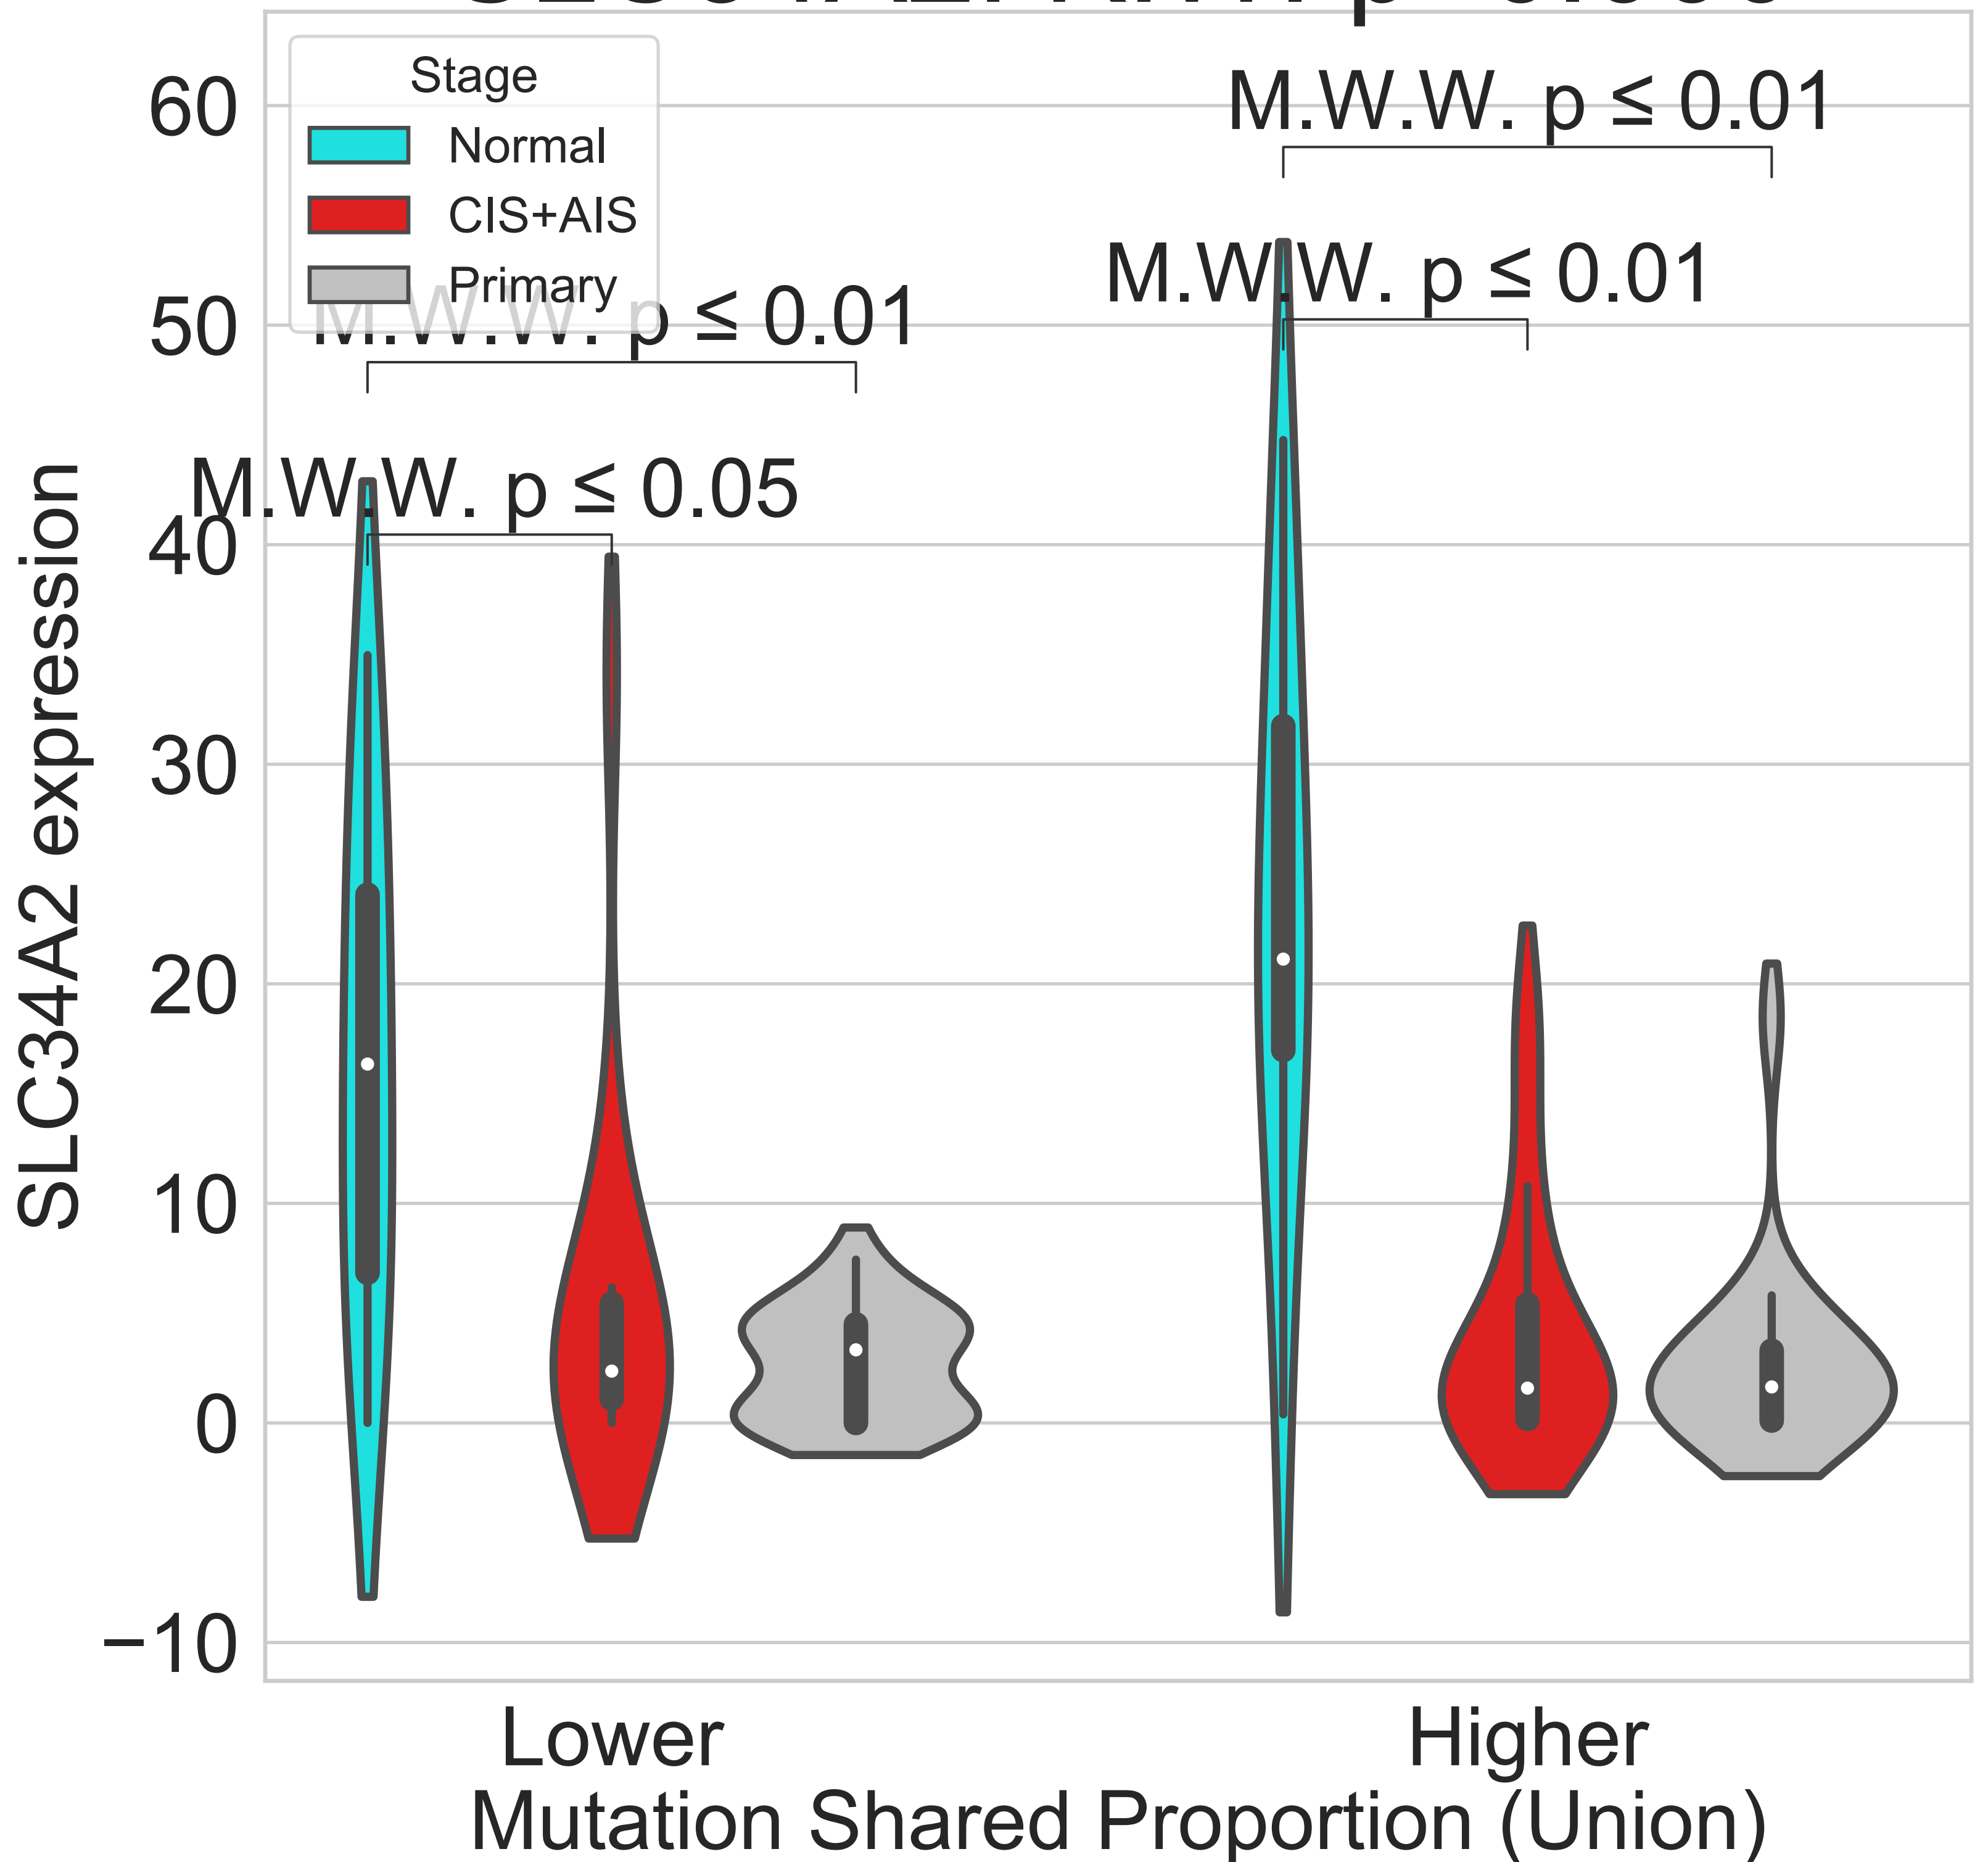 Stage
Normal
CIS+AIS
Primary
M.W.W. p ≤ 0.01
M.W.W. p ≤ 0.01
M.W.W. p ≤ 0.01
M.W.W. p ≤ 0.05
60
50
40
30
20
10
0
−10
SLC34A2 expression
Lower
Higher
Mutation Shared Proportion (Union)